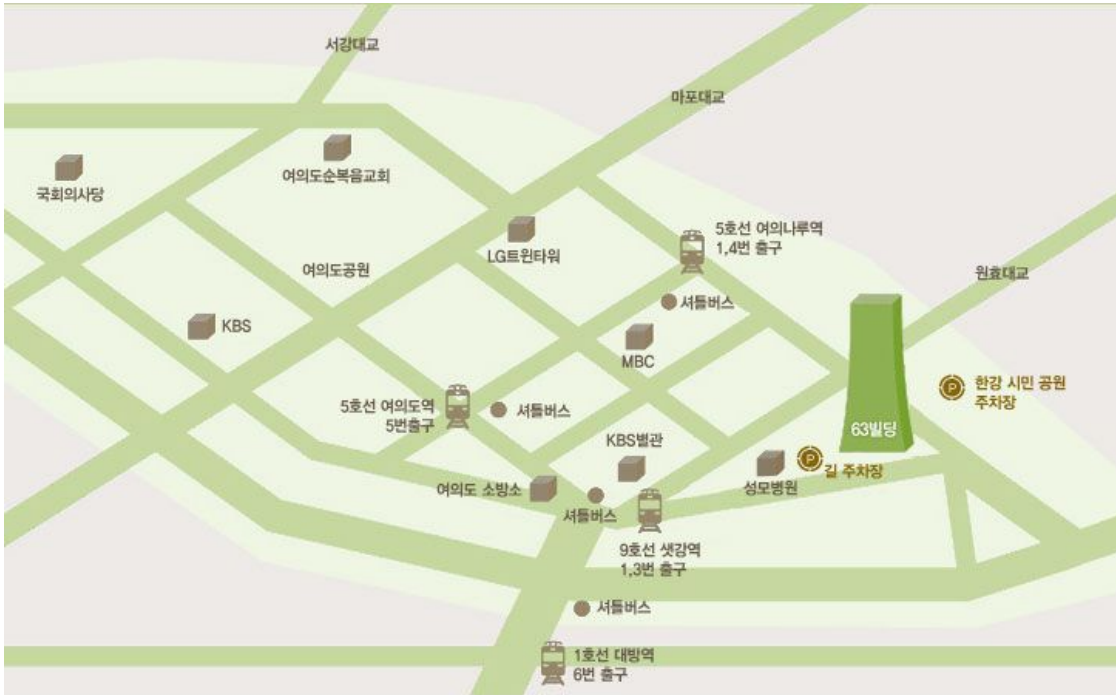 서강대교
마포대교
여의도순복음교회
국회의사당
5호선 여의나루역
1,4번 출구
LG트윈타워
여의도공원
원효대교
셔틀버스
KBS
MBC
한강 시민 공원
주차장
5호선 여의도역
5번출구
셔틀버스
63빌딩
KBS별관
P
P
길 주차장
성모병원
여의도 소방소
셔틀버스
9호선 샛강역
1,3번 출구
셔틀버스
1호선 대방역
6번 출구